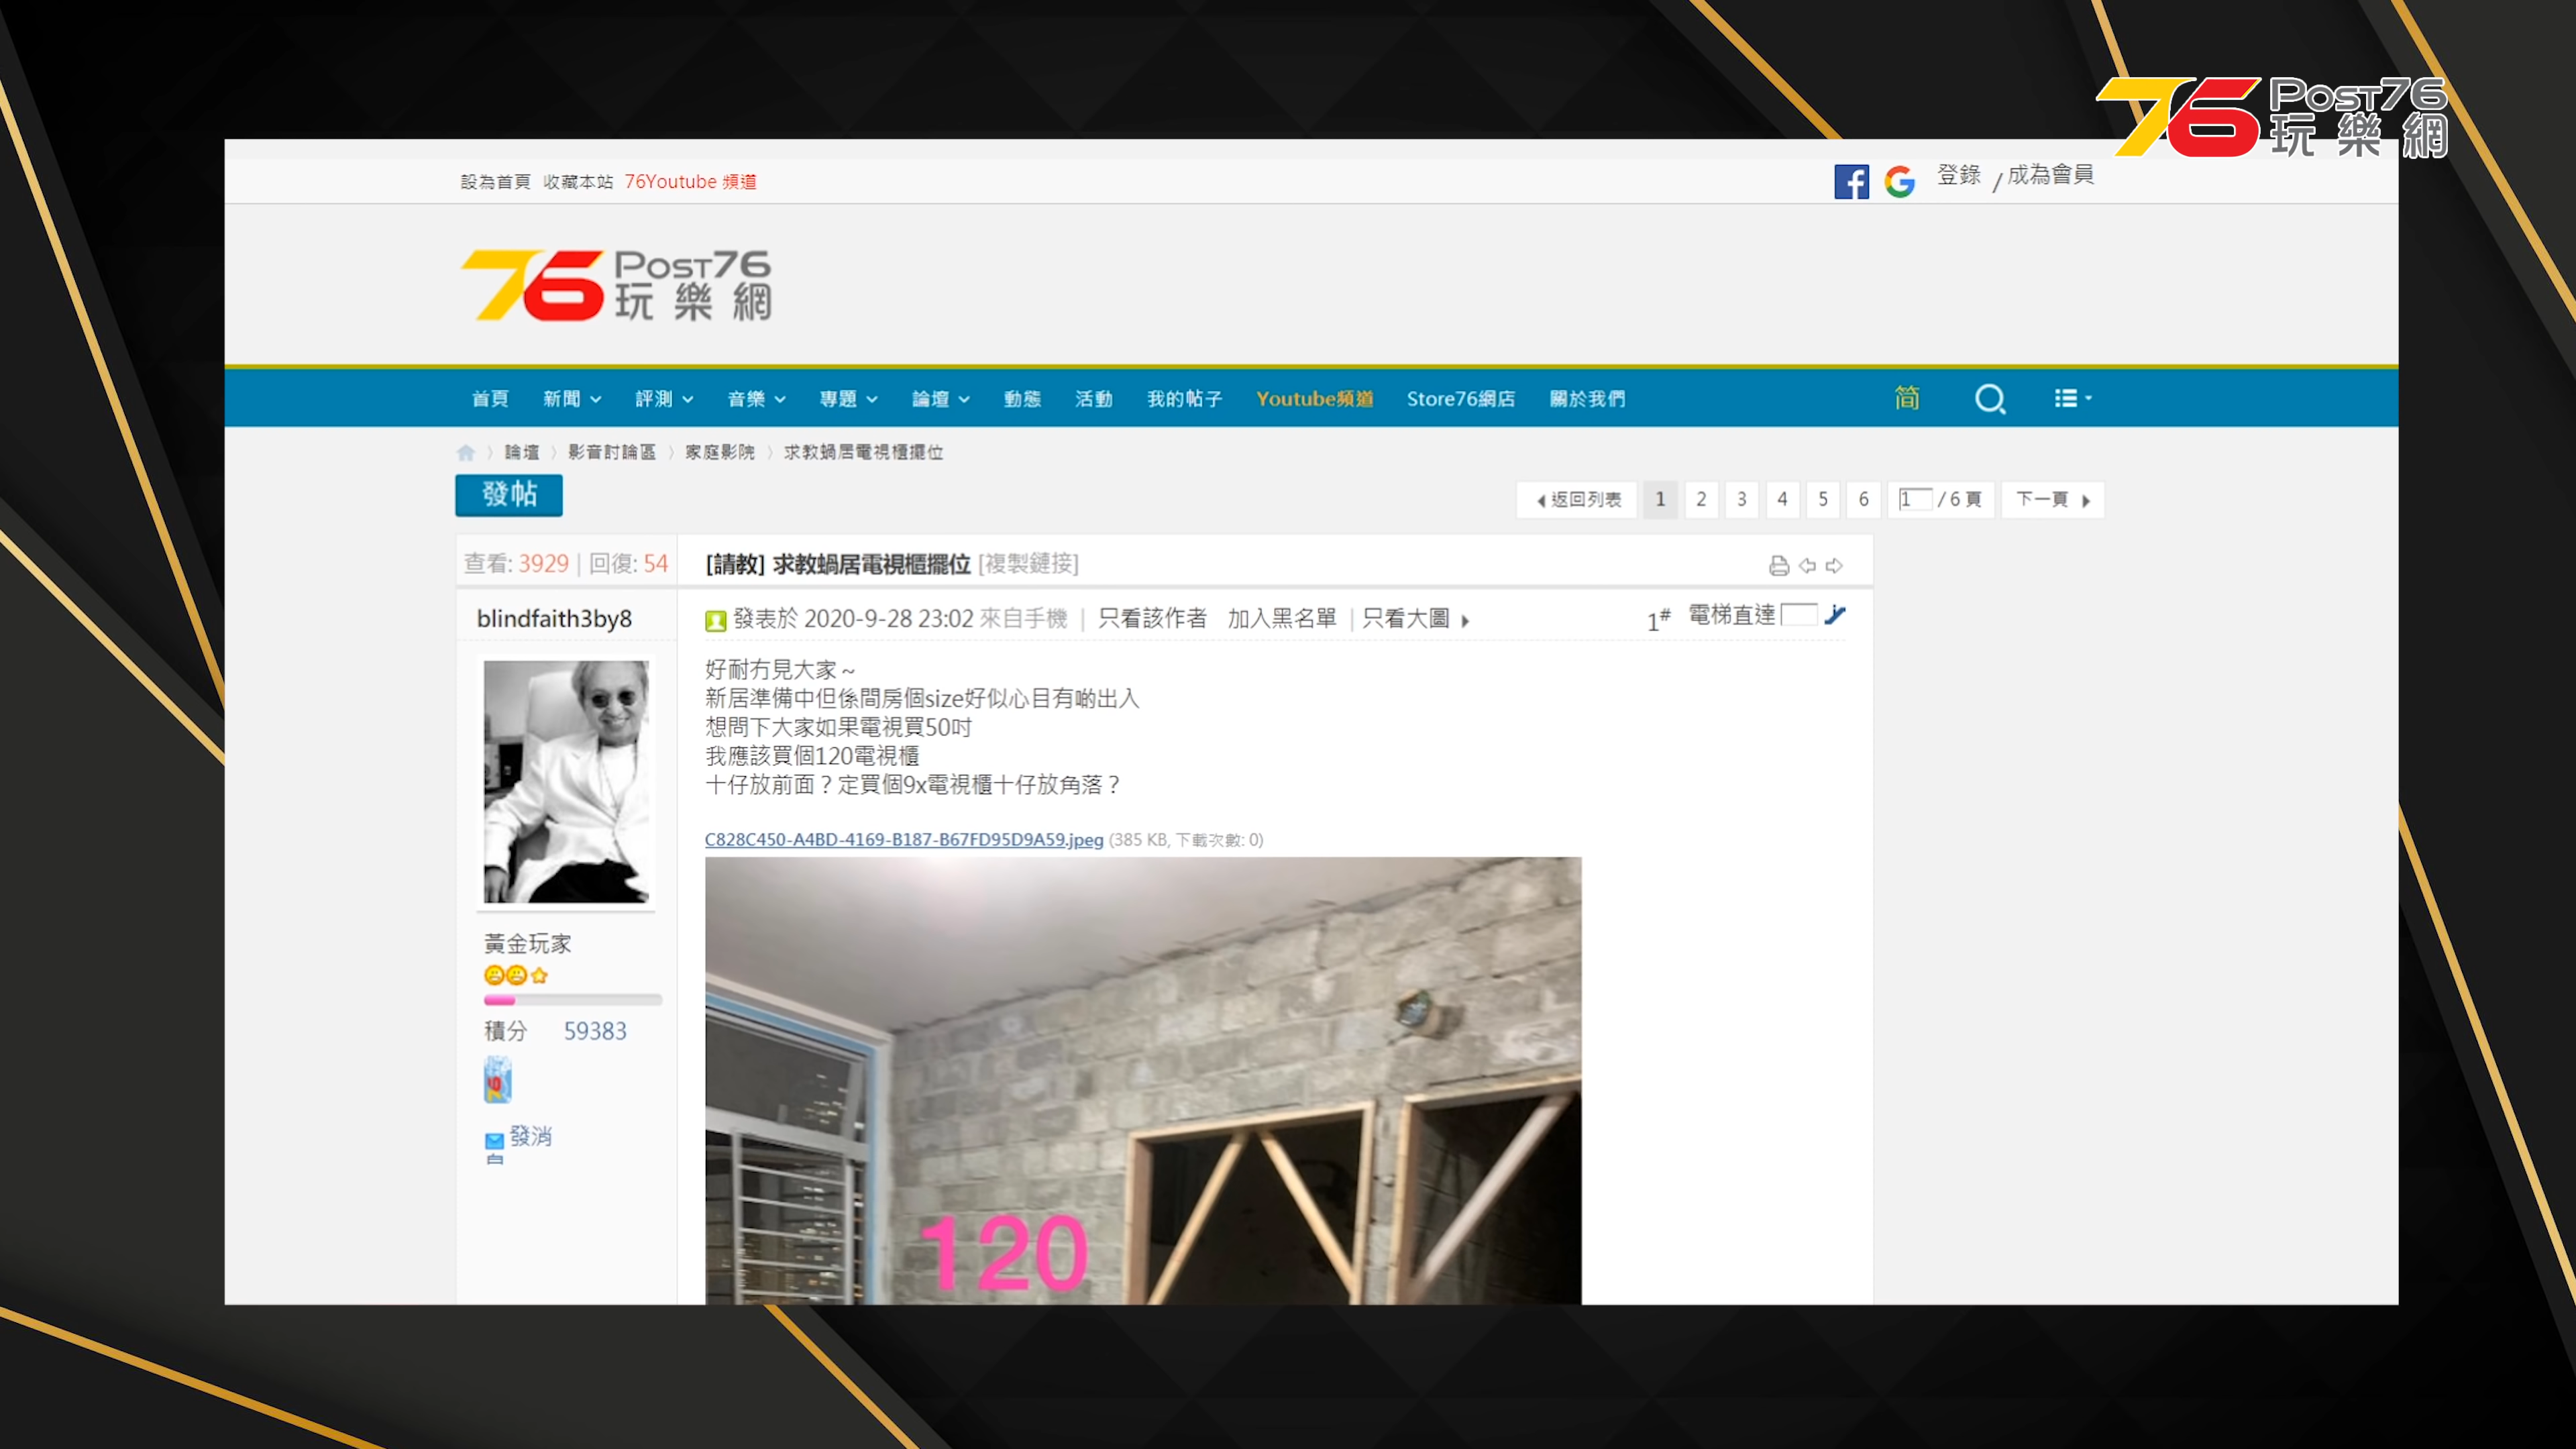 76 Post76
玩樂網
設為首頁 收藏本站 76Youtube 頻道
登錄 / 成為會員
76 Post76
玩樂網
首頁 新聞 評測 音樂 專題 論壇 動態 活動 我的帖子 Youtube頻道 Store76網店 關於我們 简
論壇 〉 影音討論區 〉 家庭影院 〉 求教蝸居電視櫃擺位
發帖
返回列表 1 2 3 4 5 6 1 / 6 頁 下一頁
查看: 3929 | 回復: 54
[請教] 求教蝸居電視櫃擺位 [複製鏈接]
blindfaith3by8
發表於 2020-9-28 23:02 來自手機 | 只看該作者 加入黑名單 | 只看大圖
1# 電梯直達
好耐冇見大家～
新居準備中但係間房個size好似心目有啲出入
想問下大家如果電視買50吋
我應該買個120電視櫃
十仔放前面？定買個9x電視櫃十仔放角落？
C828C450-A4BD-4169-B187-B67FD95D9A59.jpeg (385 KB, 下載次數: 0)
黃金玩家
積分 59383
76
發消
120